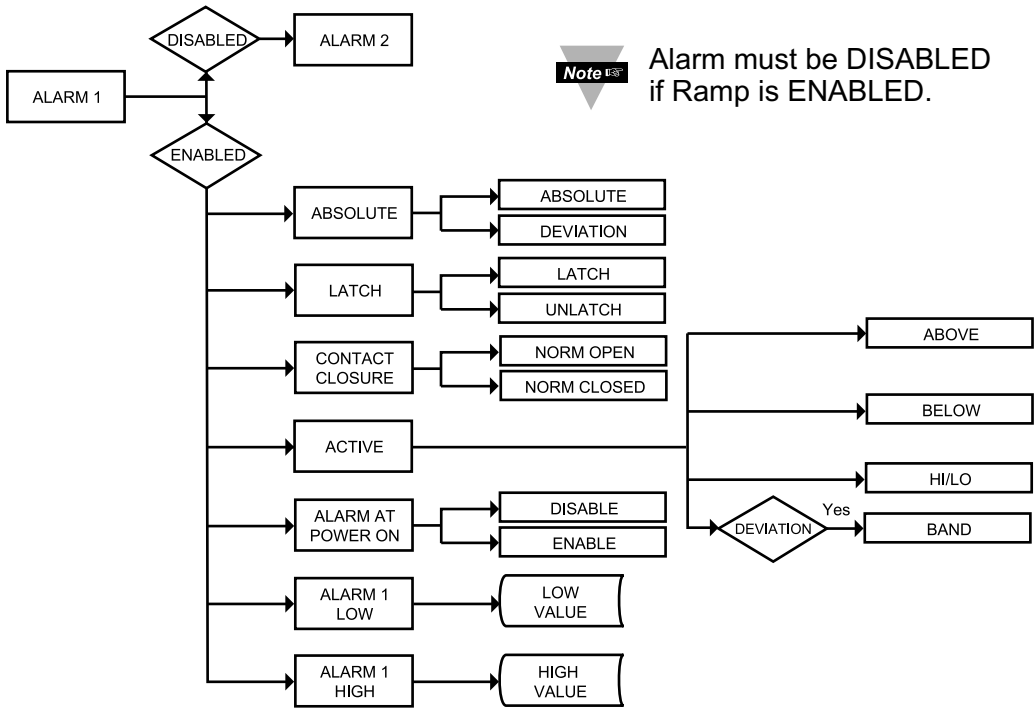 DISABLED
ALARM 2
Note
Alarm must be DISABLED
if Ramp is ENABLED.
ALARM 1
ENABLED
ABSOLUTE
ABSOLUTE
DEVIATION
LATCH
LATCH
UNLATCH
CONTACT
CLOSURE
NORM OPEN
NORM CLOSED
ACTIVE
ABOVE
BELOW
HI/LO
DEVIATION
Yes
BAND
ALARM AT
POWER ON
DISABLE
ENABLE
ALARM 1
LOW
LOW
VALUE
ALARM 1
HIGH
HIGH
VALUE